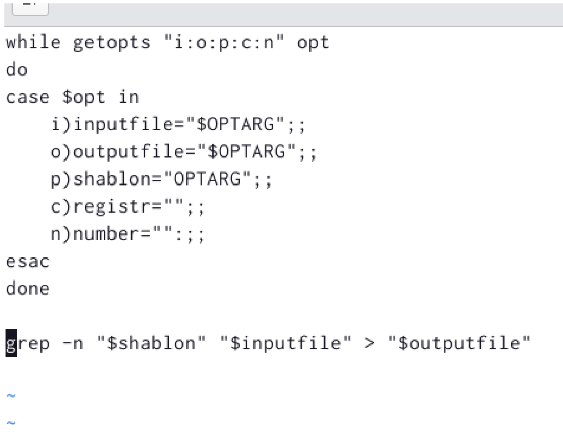 while getopts "i:o:p:c:n" opt
do
case $opt in
    i)inputfile="$OPTARG";;
    o)outputfile="$OPTARG";;
    p)shablon="OPTARG";;
    c)registr="";;
    n)number="":;;
esac
done

grep -n "$shablon" "$inputfile" > "$outputfile"

~
~